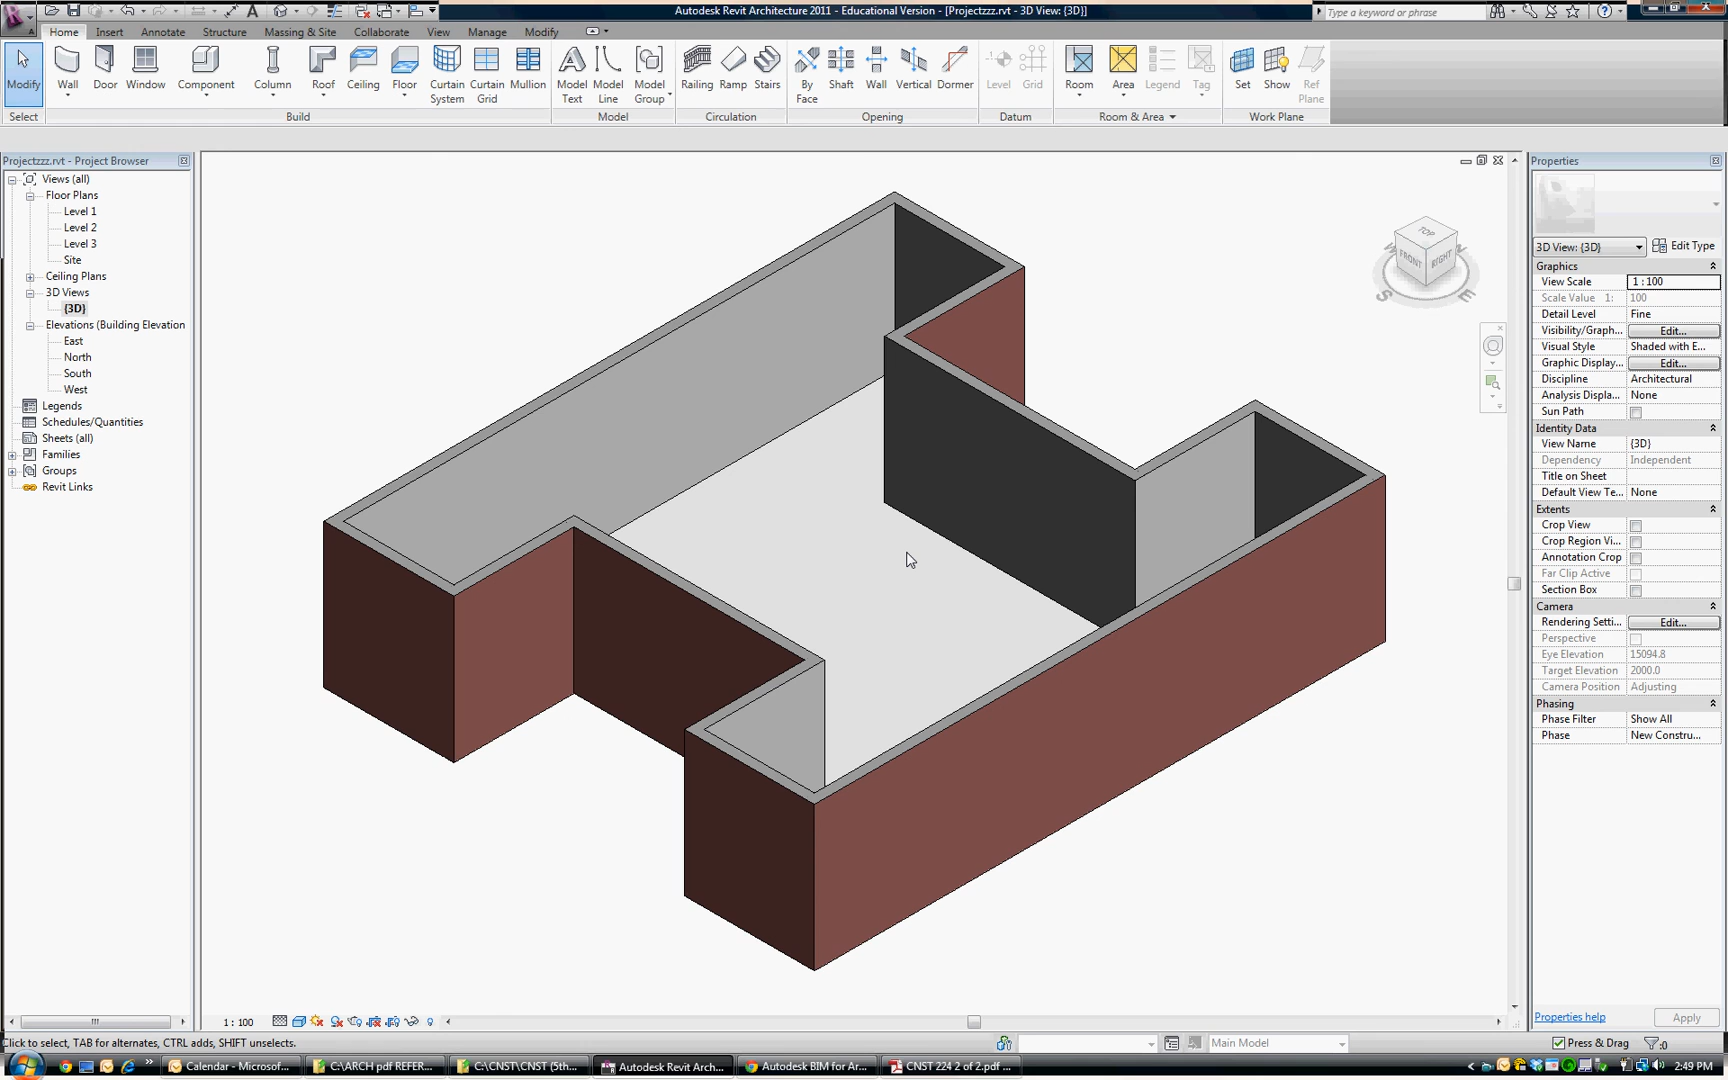 Autodesk Revit Architecture 2011 - Educational Version - [Projectzzz.rvt - 3D View: {3D}]
Type a keyword or phrase
Home Insert Annotate Structure Massing & Site Collaborate View Manage Modify
Modify Wall Door Window Component Column Roof Ceiling Floor Curtain System Curtain Grid Mullion Model Text Model Line Model Group Railing Ramp Stairs By Face Shaft Wall Vertical Dormer Level Grid Room Area Legend Tag Set Show Ref Plane
Select Build Model Circulation Opening Datum Room & Area Work Plane
Projectzzz.rvt - Project Browser
Views (all)
Floor Plans
Level 1
Level 2
Level 3
Site
Ceiling Plans
3D Views
{3D}
Elevations (Building Elevation
East
North
South
West
Legends
Schedules/Quantities
Sheets (all)
Families
Groups
Revit Links
TOP
FRONT
RIGHT
W
N
S
E
Properties
3D View: {3D} Edit Type
Graphics
View Scale 1 : 100
Scale Value 1: 100
Detail Level Fine
Visibility/Graph... Edit...
Visual Style Shaded with E...
Graphic Display... Edit...
Discipline Architectural
Analysis Displa... None
Sun Path
Identity Data
View Name {3D}
Dependency Independent
Title on Sheet
Default View Te... None
Extents
Crop View
Crop Region Vi...
Annotation Crop
Far Clip Active
Section Box
Camera
Rendering Setti... Edit...
Perspective
Eye Elevation 15094.8
Target Elevation 2000.0
Camera Position Adjusting
Phasing
Phase Filter Show All
Phase New Constru...
Properties help Apply
1 : 100
Click to select, TAB for alternates, CTRL adds, SHIFT unselects.
Main Model
Press & Drag
:0
Calendar - Microsof...
C:\ARCH pdf REFER...
C:\CNST\CNST (5th...
Autodesk Revit Arch...
Autodesk BIM for Ar...
CNST 224 2 of 2.pdf ...
2:49 PM